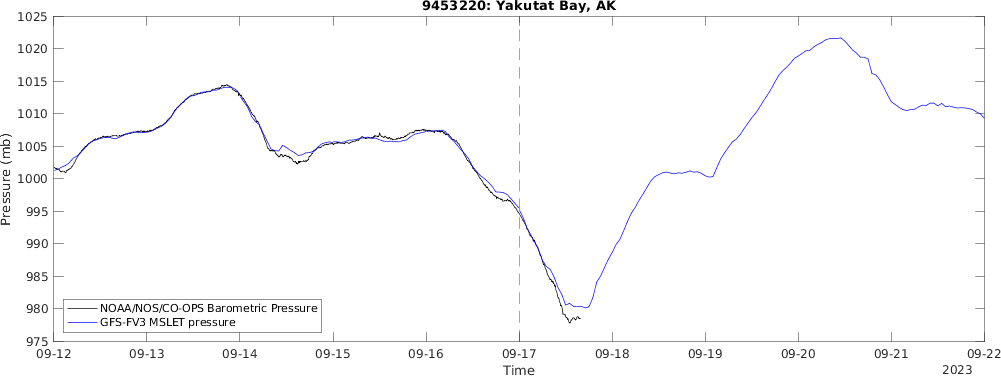 9453220: Yakutat Bay, AK
1025
1020
1015
1010
1005
1000
995
990
985
980
975
Pressure (mb)
NOAA/NOS/CO-OPS Barometric Pressure
GFS-FV3 MSLET pressure
09-12 09-13 09-14 09-15 09-16 09-17 09-18 09-19 09-20 09-21 09-22
Time
2023